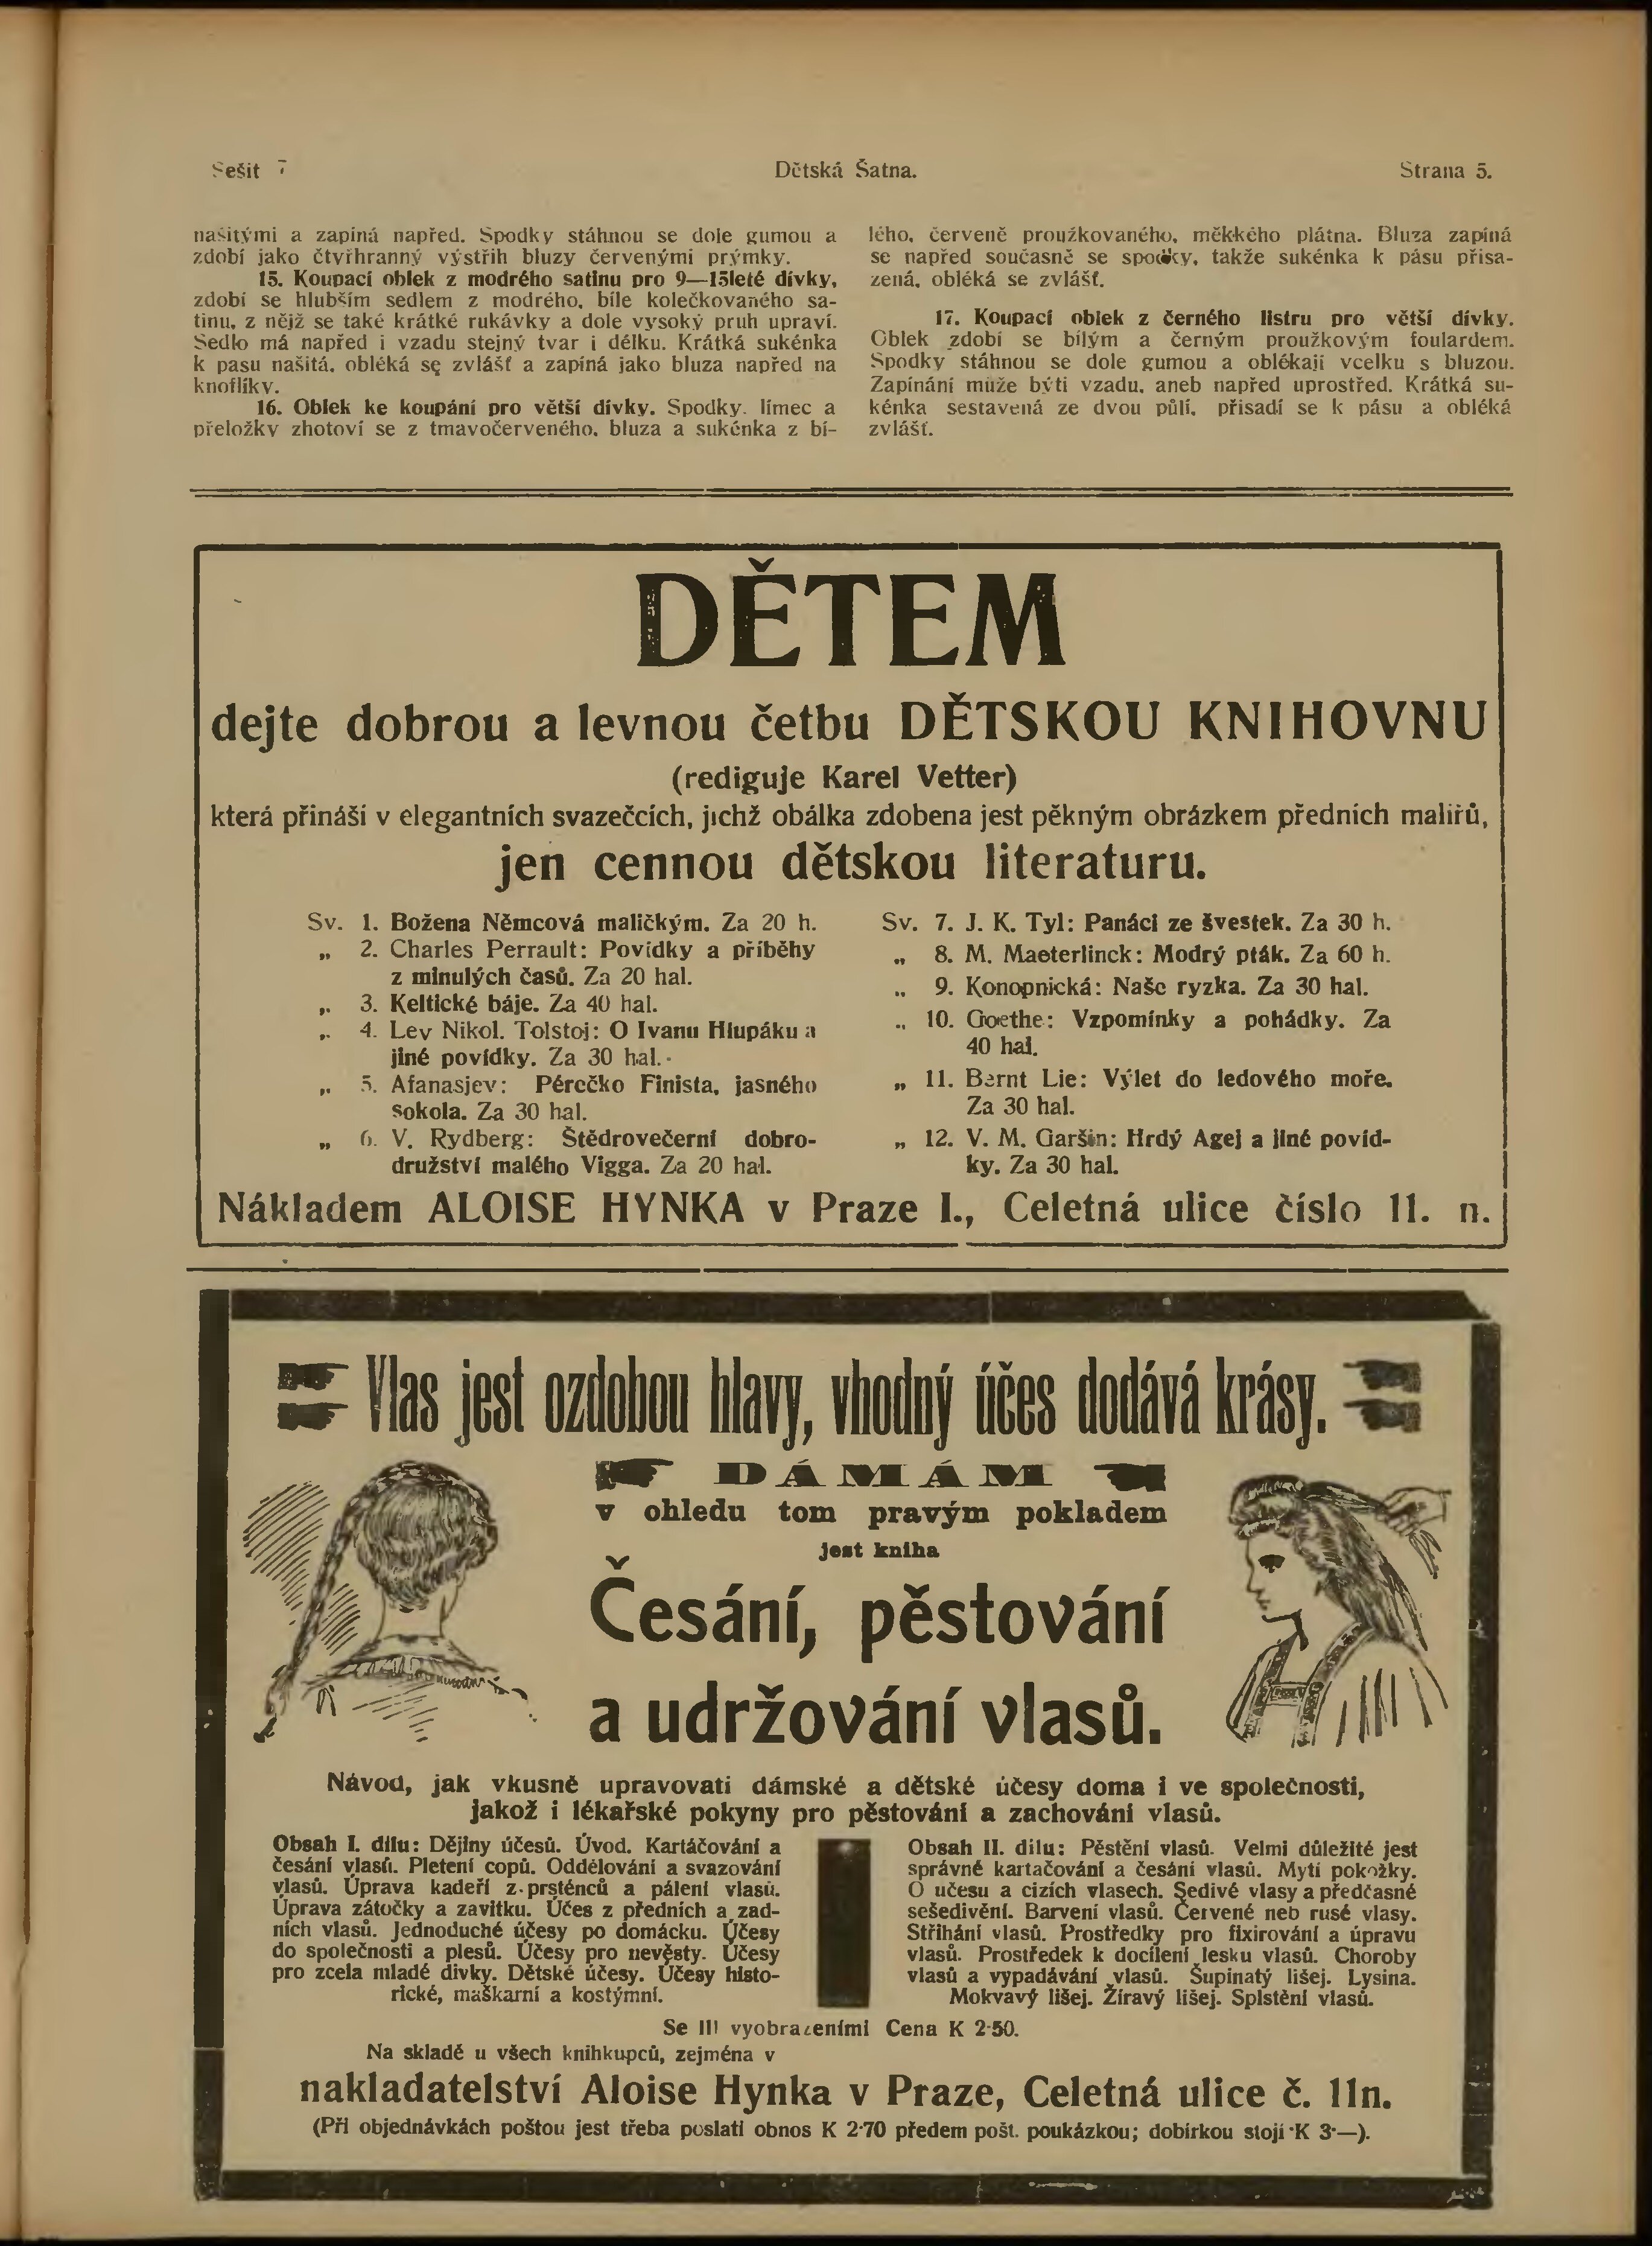 Sešit 7
Dětská Šatna.
Strana 5.
našitými a zapíná napřed. Spodky stáhnou se dole gumou a
zdobí jako čtyřhranný výstřih bluzy červenými prýmky.
15. Koupací oblek z modrého satinu pro 9—15leté dívky,
zdobí se hlubším sedlem z modrého, bíle kolečkovaného sa-
tinu, z nějž se také krátké rukávky a dole vysoký pruh upraví.
Sedlo má napřed i vzadu stejný tvar i délku. Krátká sukénka
k pasu našitá, obléká se zvlášť a zapíná jako bluza napřed na
knoflíky.
16. Oblek ke koupání pro větší dívky. Spodky, límec a
přeložky zhotoví se z tmavočerveného, bluza a sukénka z bí-
lého, červeně proužkovaného, měkkého plátna. Bluza zapíná
se napřed současně se spodky, takže sukénka k pásu přisa-
zená, obléká se zvlášť.
17. Koupací oblek z černého listru pro větší dívky.
Oblek zdobí se bílým a černým proužkovým foulardem.
Spodky stáhnou se dole gumou a oblékají vcelku s bluzou.
Zapínání může býti vzadu, aneb napřed uprostřed. Krátká su-
kénka sestavená ze dvou půlí, přisadí se k pásu a obléká
zvlášť.
DĚTEM
dejte dobrou a levnou četbu DĚTSKOU KNIHOVNU
(rediguje Karel Vetter)
která přináší v elegantních svazečcích, jichž obálka zdobena jest pěkným obrázkem předních malířů,
jen cennou dětskou literaturu.
Sv. 1. Božena Němcová maličkým. Za 20 h.
„ 2. Charles Perrault: Povídky a příběhy
z minulých časů. Za 20 hal.
„ 3. Keltické báje. Za 40 hal.
„ 4. Lev Nikol. Tolstoj: O Ivanu Hlupáku a
jiné povídky. Za 30 hal.
„ 5. Afanasjev: Pérečko Finista, jasného
sokola. Za 30 hal.
„ 6. V. Rydberg: Štědrovečerní dobro-
družství malého Vigga. Za 20 hal.
Sv. 7. J. K. Tyl: Panáci ze švestek. Za 30 h.
„ 8. M. Maeterlinck: Modrý pták. Za 60 h.
„ 9. Konopnická: Naše ryzka. Za 30 hal.
„ 10. Goethe: Vzpomínky a pohádky. Za
40 hal.
„ 11. Bernt Lie: Výlet do ledového moře.
Za 30 hal.
„ 12. V. M. Garšin: Hrdý Agej a jiné povíd-
ky. Za 30 hal.
Nákladem ALOISE HYNKA v Praze I., Celetná ulice číslo 11. n.
Vlas jest ozdobou hlavy, vhodný účes dodává krásy.
DÁMÁM
v ohledu tom pravým pokladem
jest kniha
Česání, pěstování
a udržování vlasů.
Návod, jak vkusně upravovati dámské a dětské účesy doma i ve společnosti,
jakož i lékařské pokyny pro pěstování a zachování vlasů.
Obsah I. dílu: Dějiny účesů. Úvod. Kartáčování a
česání vlasů. Pletení copů. Oddělování a svazování
vlasů. Úprava kadeří z prsténců a pálení vlasů.
Úprava zátočky a zavitku. Účes z předních a zad-
ních vlasů. Jednoduché účesy po domácku. Účesy
do společnosti a plesů. Účesy pro nevěsty. Účesy
pro zcela mladé dívky. Dětské účesy. Účesy histo-
rické, maškarní a kostýmní.
Obsah II. dílu: Pěstění vlasů. Velmi důležité jest
správné kartačování a česání vlasů. Mytí pokožky.
O účesu a cizích vlasech. Šedivé vlasy a předčasné
sešedivění. Barvení vlasů. Červené neb rusé vlasy.
Stříhání vlasů. Prostředky pro fixirování a úpravu
vlasů. Prostředek k docílení lesku vlasů. Choroby
vlasů a vypadávání vlasů. Šupinatý lišej. Lysina.
Mokvavý lišej. Žíravý lišej. Splstění vlasů.
Se 111 vyobrazeními Cena K 2·50.
Na skladě u všech knihkupců, zejména v
nakladatelství Aloise Hynka v Praze, Celetná ulice č. 11n.
(Při objednávkách poštou jest třeba poslati obnos K 2·70 předem pošt. poukázkou; dobírkou stojí K 3·—).